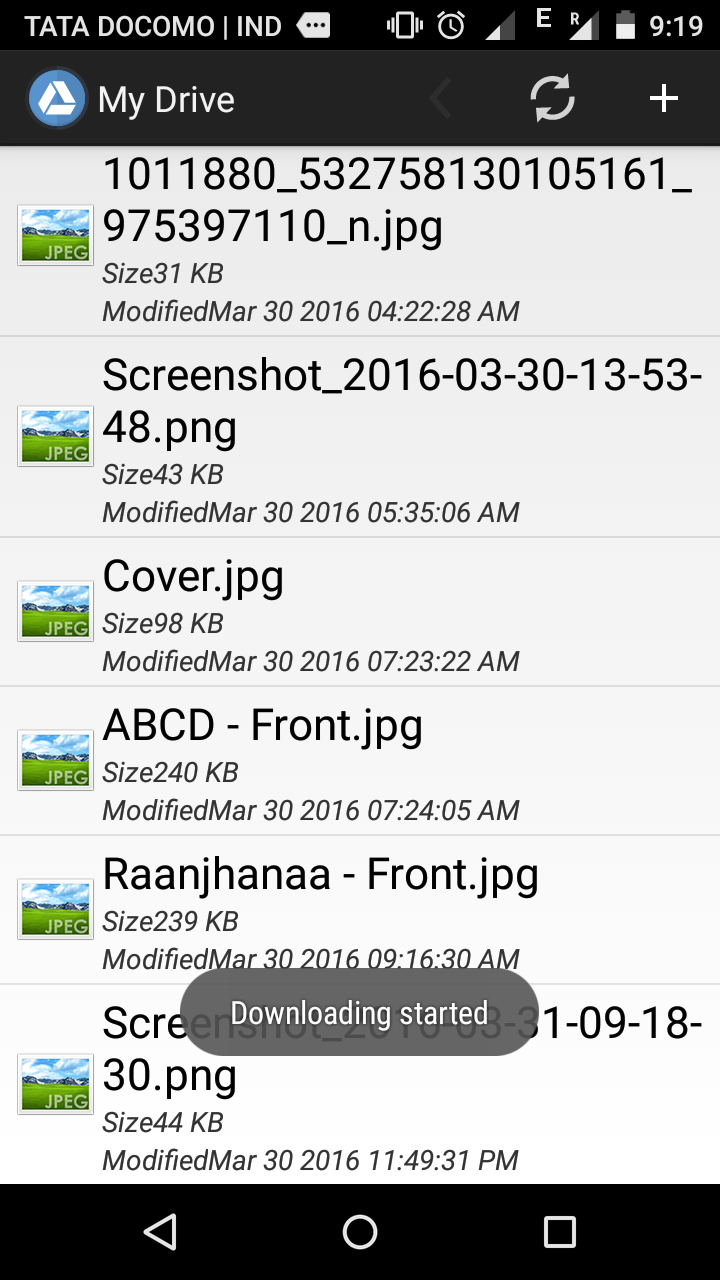 TATA DOCOMO | IND
E
R
9:19
My Drive
1011880_532758130105161_
975397110_n.jpg
JPEG
Size31 KB
ModifiedMar 30 2016 04:22:28 AM
Screenshot_2016-03-30-13-53-
48.png
JPEG
Size43 KB
ModifiedMar 30 2016 05:35:06 AM
Cover.jpg
JPEG
Size98 KB
ModifiedMar 30 2016 07:23:22 AM
ABCD - Front.jpg
JPEG
Size240 KB
ModifiedMar 30 2016 07:24:05 AM
Raanjhanaa - Front.jpg
JPEG
Size239 KB
ModifiedMar 30 2016 09:16:30 AM
Downloading started
Screenshot_2016-03-31-09-18-
30.png
JPEG
Size44 KB
ModifiedMar 30 2016 11:49:31 PM